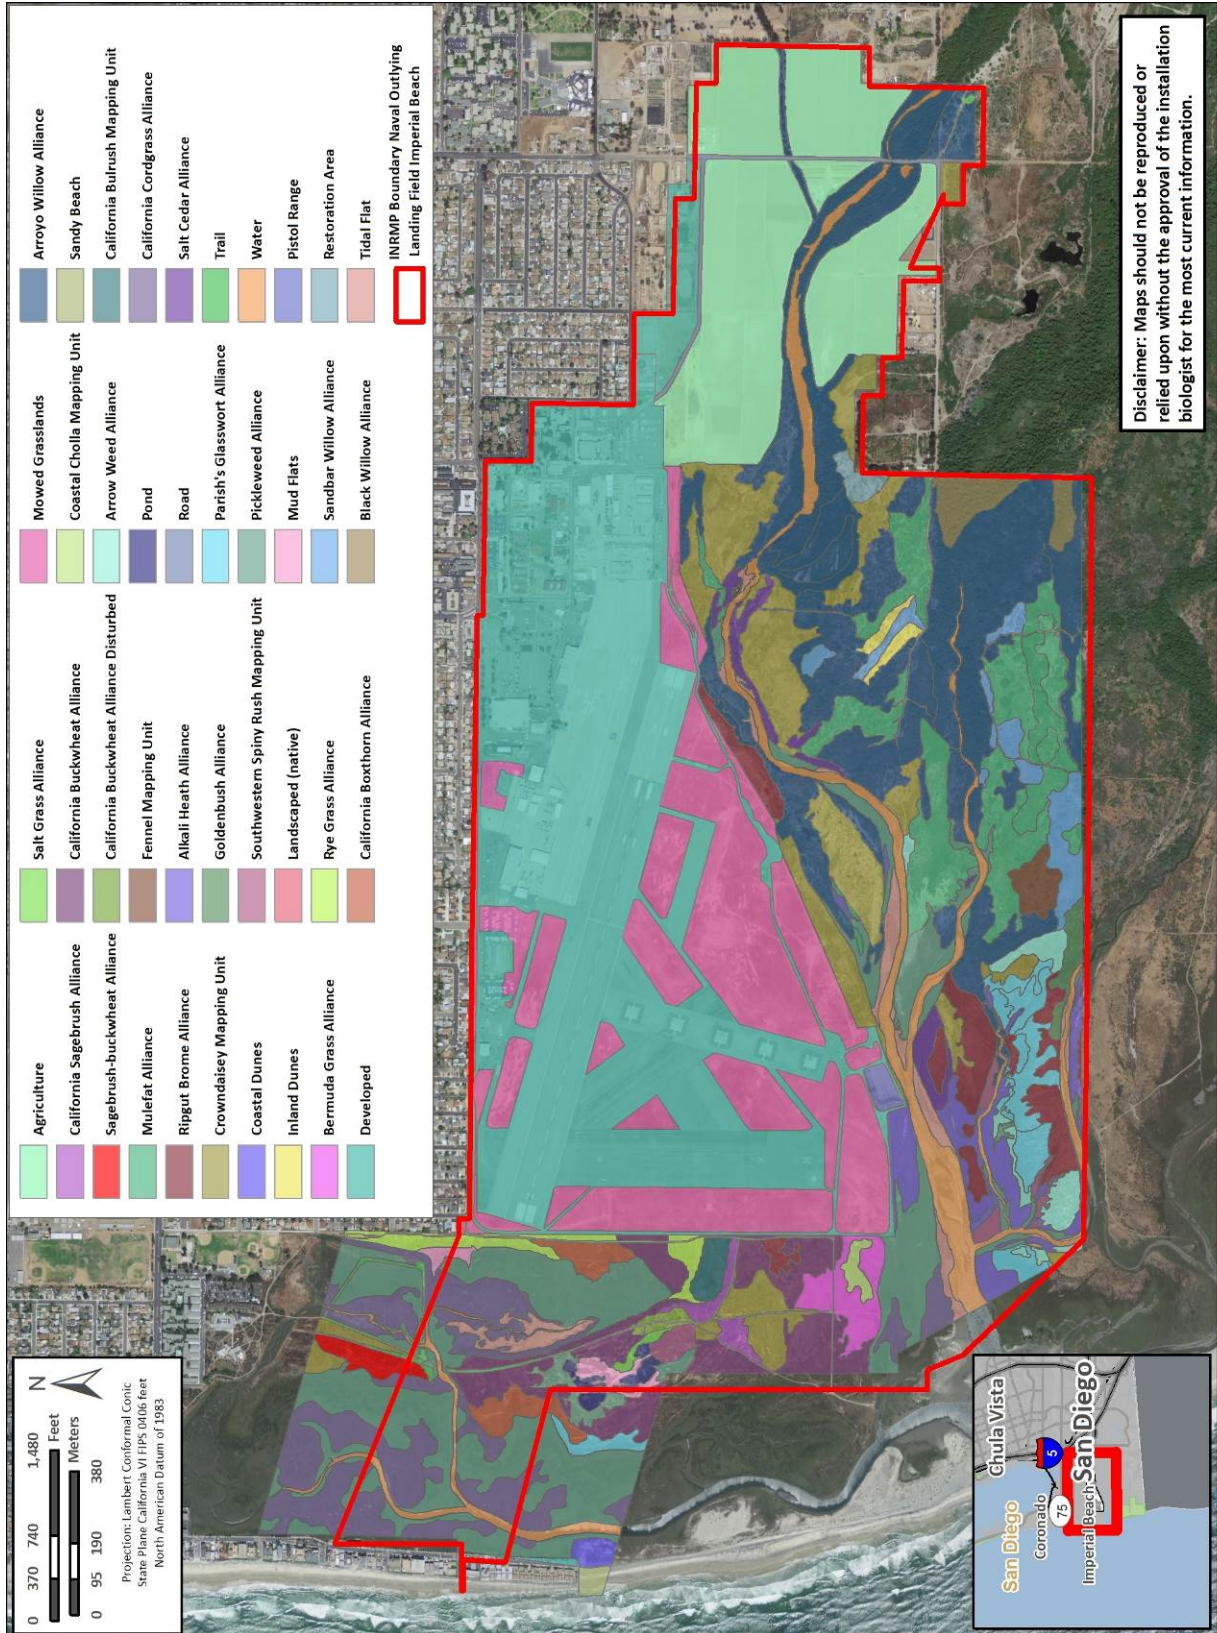 0 370 740 1,480
Feet
Meters
0 95 190 380
N
Projection: Lambert Conformal Conic
State Plane California VI FIPS 0406 feet
North American Datum of 1983
Agriculture
California Sagebrush Alliance
Sagebrush-buckwheat Alliance
Mulefat Alliance
Ripgut Brome Alliance
Crowndaisey Mapping Unit
Coastal Dunes
Inland Dunes
Bermuda Grass Alliance
Developed
Salt Grass Alliance
California Buckwheat Alliance
California Buckwheat Alliance Disturbed
Fennel Mapping Unit
Alkali Heath Alliance
Goldenbush Alliance
Southwestern Spiny Rush Mapping Unit
Landscaped (native)
Rye Grass Alliance
California Boxthorn Alliance
Mowed Grasslands
Coastal Cholla Mapping Unit
Arrow Weed Alliance
Pond
Road
Parish's Glasswort Alliance
Pickleweed Alliance
Mud Flats
Sandbar Willow Alliance
Black Willow Alliance
Arroyo Willow Alliance
Sandy Beach
California Bulrush Mapping Unit
California Cordgrass Alliance
Salt Cedar Alliance
Trail
Water
Pistol Range
Restoration Area
Tidal Flat
INRMP Boundary Naval Outlying
Landing Field Imperial Beach
San Diego
Chula Vista
Coronado
5
75
Imperial Beach
San Diego
Disclaimer: Maps should not be reproduced or
relied upon without the approval of the installation
biologist for the most current information.